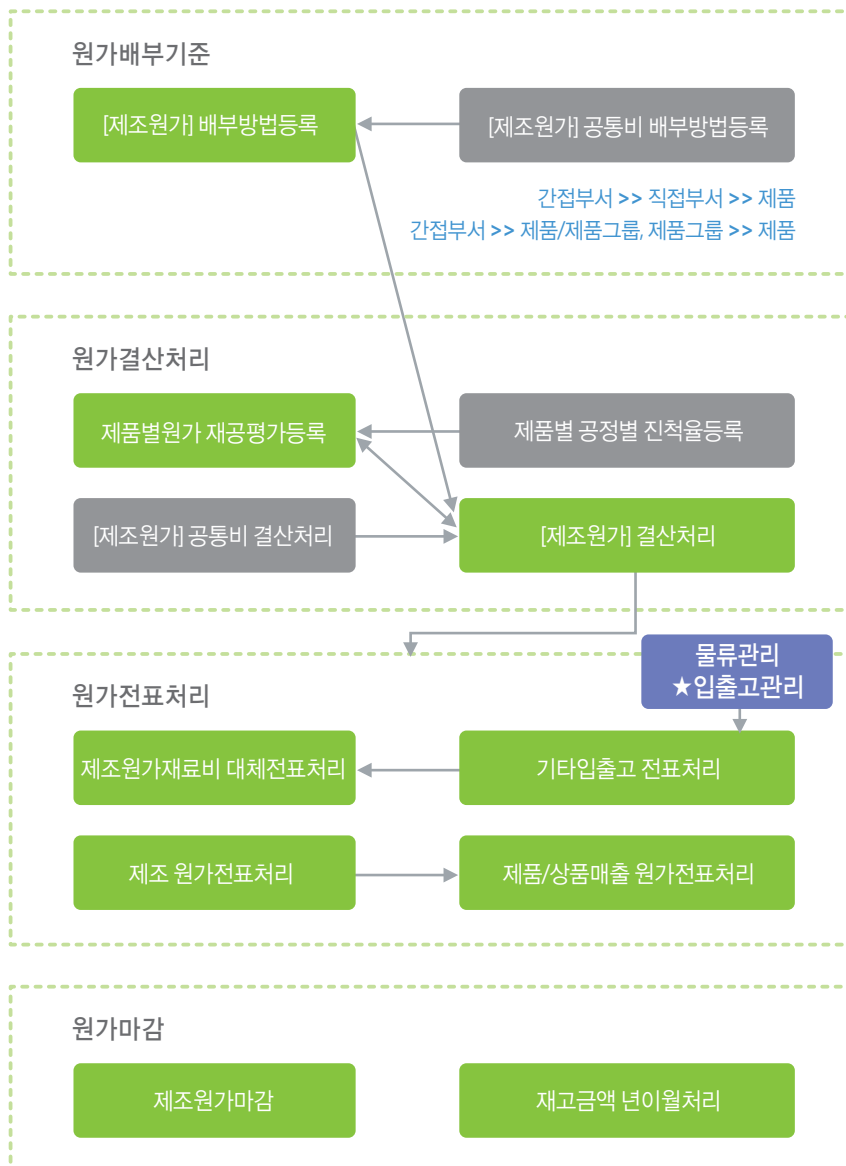 원가배부기준
[제조원가] 배부방법등록
[제조원가] 공통비 배부방법등록
간접부서 >> 직접부서 >> 제품
간접부서 >> 제품/제품그룹, 제품그룹 >> 제품
원가결산처리
제품별원가 재공평가등록
제품별 공정별 진척율등록
[제조원가] 공통비 결산처리
[제조원가] 결산처리
물류관리
★입출고관리
원가전표처리
제조원가재료비 대체전표처리
기타입출고 전표처리
제조 원가전표처리
제품/상품매출 원가전표처리
원가마감
제조원가마감
재고금액 년이월처리